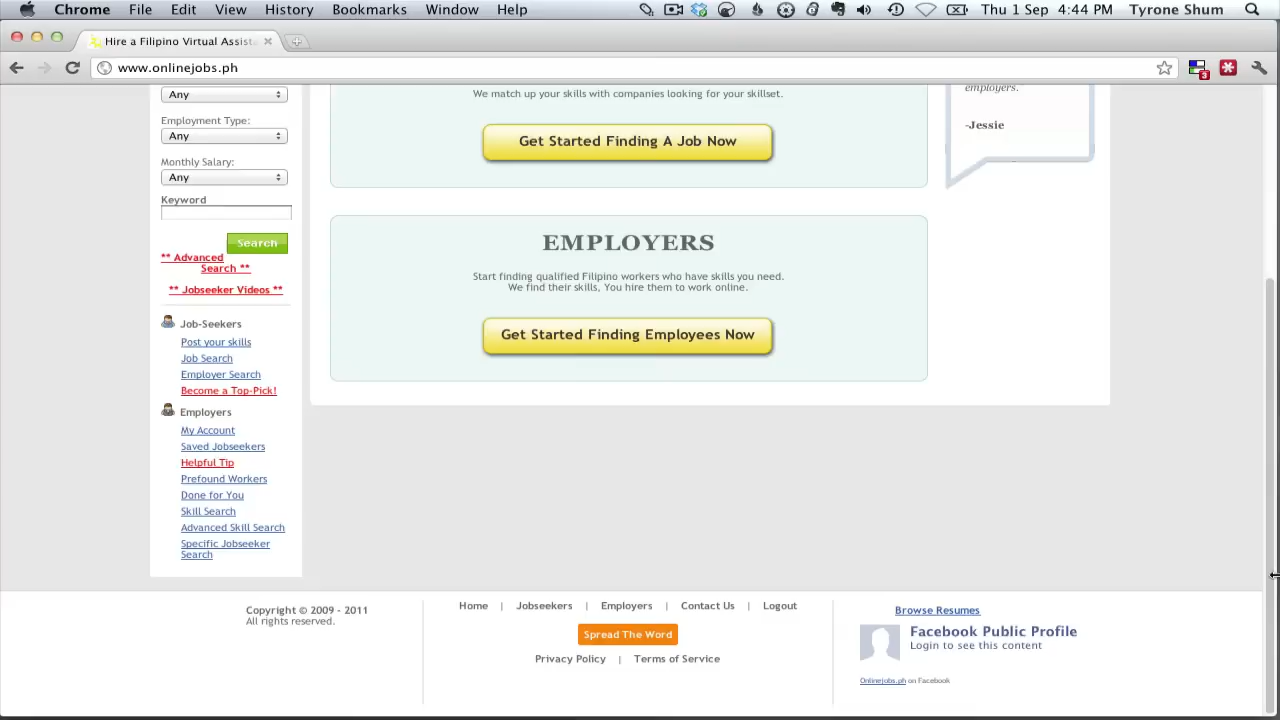 Chrome File Edit View History Bookmarks Window Help Thu 1 Sep 4:44 PM Tyrone Shum
Hire a Filipino Virtual Assist
www.onlinejobs.ph
3
Any
Employment Type:
Any
Monthly Salary:
Any
Keyword
Search
** Advanced
Search **
** Jobseeker Videos **
Job-Seekers
Post your skills
Job Search
Employer Search
Become a Top-Pick!
Employers
My Account
Saved Jobseekers
Helpful Tip
Prefound Workers
Done for You
Skill Search
Advanced Skill Search
Specific Jobseeker
Search
We match up your skills with companies looking for your skillset.
Get Started Finding A Job Now
EMPLOYERS
Start finding qualified Filipino workers who have skills you need.
We find their skills, You hire them to work online.
Get Started Finding Employees Now
employers."
-Jessie
Copyright © 2009 - 2011
All rights reserved.
Home | Jobseekers | Employers | Contact Us | Logout
Spread The Word
Privacy Policy | Terms of Service
Browse Resumes
Facebook Public Profile
Login to see this content
Onlinejobs.ph on Facebook